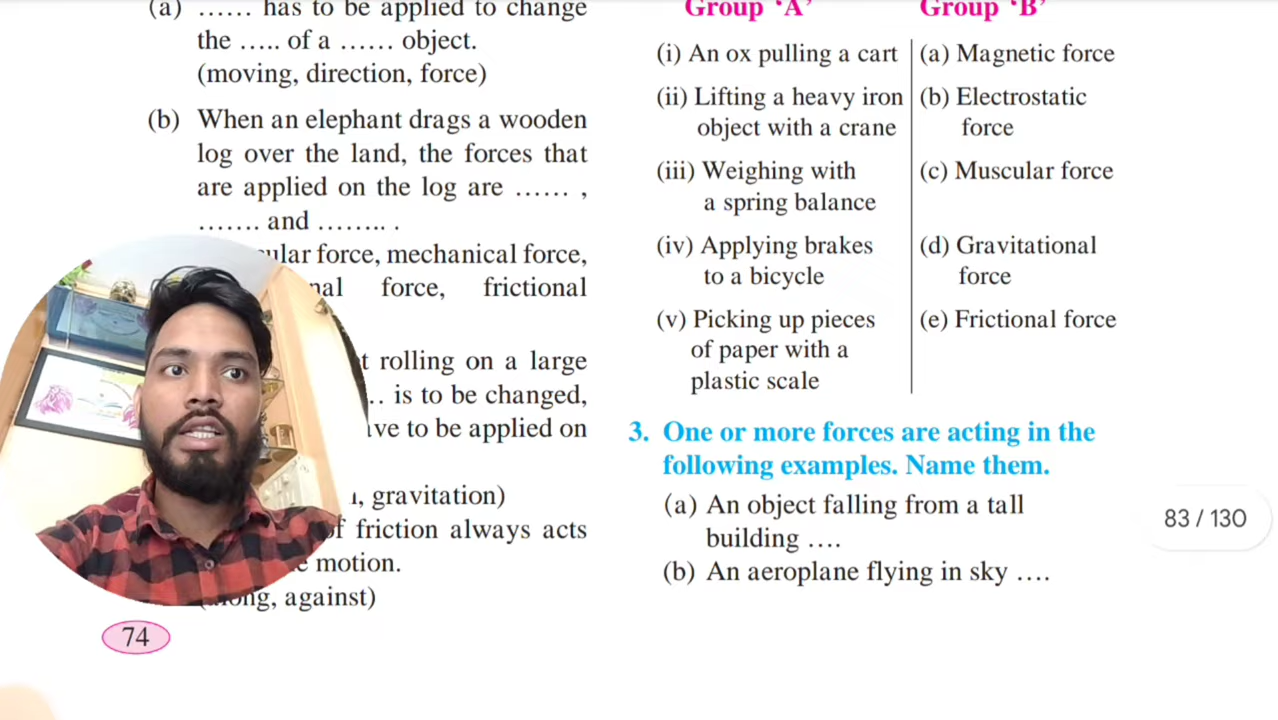 (a) …… has to be applied to change
the ….. of a …… object.
(moving, direction, force)
(b) When an elephant drags a wooden
log over the land, the forces that
are applied on the log are …… ,
……. and …….. .
force, mechanical force,
force, frictional
rolling on a large
.. is to be changed,
to be applied on
gravitation)
friction always acts
motion.
against)
74
Group ‘A’ Group ‘B’
(i) An ox pulling a cart (a) Magnetic force
(ii) Lifting a heavy iron (b) Electrostatic
object with a crane force
(iii) Weighing with (c) Muscular force
a spring balance
(iv) Applying brakes (d) Gravitational
to a bicycle force
(v) Picking up pieces (e) Frictional force
of paper with a
plastic scale
3. One or more forces are acting in the
following examples. Name them.
(a) An object falling from a tall
building ….
(b) An aeroplane flying in sky ….
83 / 130